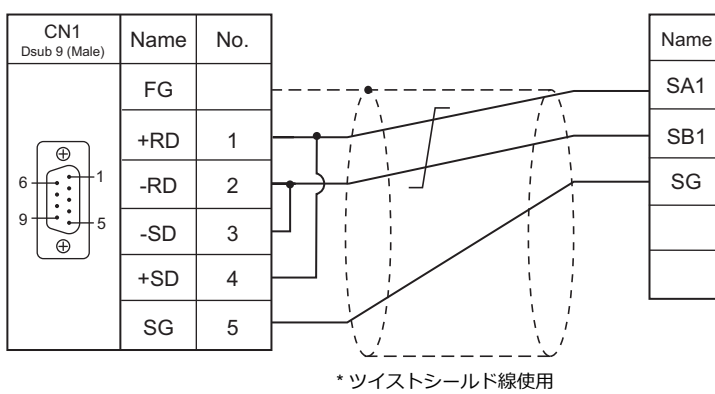 CN1
Dsub 9 (Male)
Name
No.
Name
FG
SA1
+RD
1
SB1
-RD
2
SG
-SD
3
+SD
4
SG
5
6
1
9
5
* ツイストシールド線使用